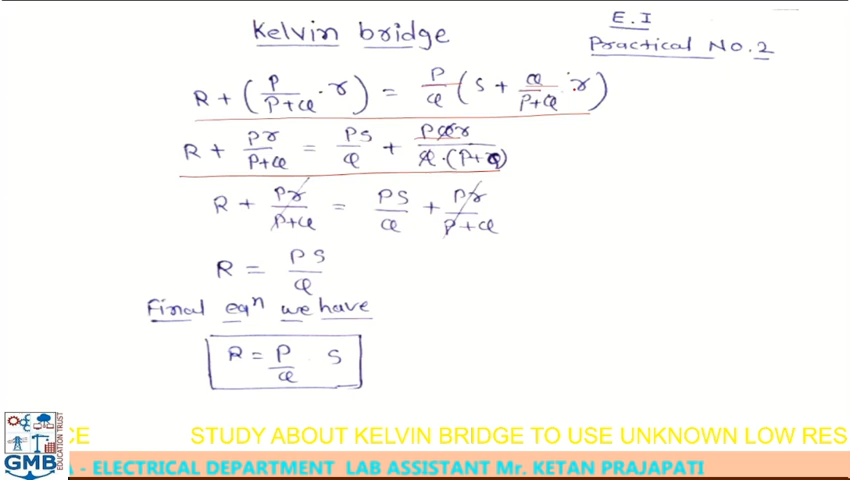 Kelvin bridge
E.I
Practical No.2
R + (P/P+Q · r) = P/Q (S + Q/P+Q · r)
R + Pr/P+Q = PS/Q + PQr/Q·(P+Q)
R + Pr/P+Q = PS/Q + Pr/P+Q
R = PS/Q
Final eqⁿ we have
R = P/Q S
CE STUDY ABOUT KELVIN BRIDGE TO USE UNKNOWN LOW RES
GMB
EDUCATION TRUST
A - ELECTRICAL DEPARTMENT LAB ASSISTANT Mr. KETAN PRAJAPATI